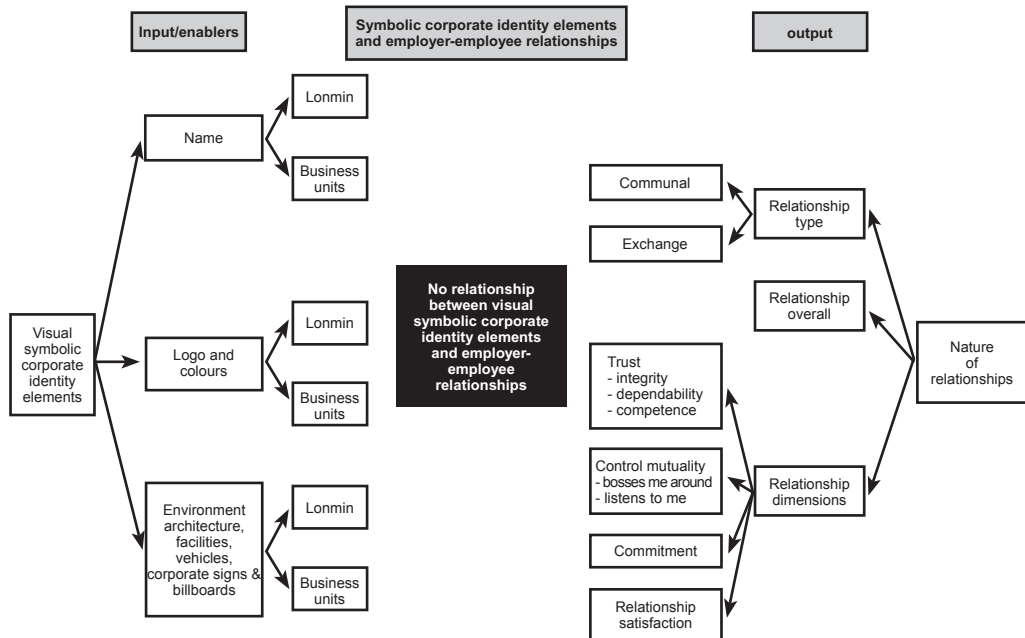 Input/enablers
Symbolic corporate identity elements
and employer-employee relationships
output
Visual
symbolic
corporate
identity
elements
Name
Lonmin
Business
units
Logo and
colours
Lonmin
Business
units
Environment
architecture,
facilities,
vehicles,
corporate signs &
billboards
Lonmin
Business
units
No relationship
between visual
symbolic corporate
identity elements
and employer-
employee
relationships
Communal
Exchange
Relationship
type
Relationship
overall
Trust
- integrity
- dependability
- competence
Control mutuality
- bosses me around
- listens to me
Commitment
Relationship
satisfaction
Relationship
dimensions
Nature
of
relationships